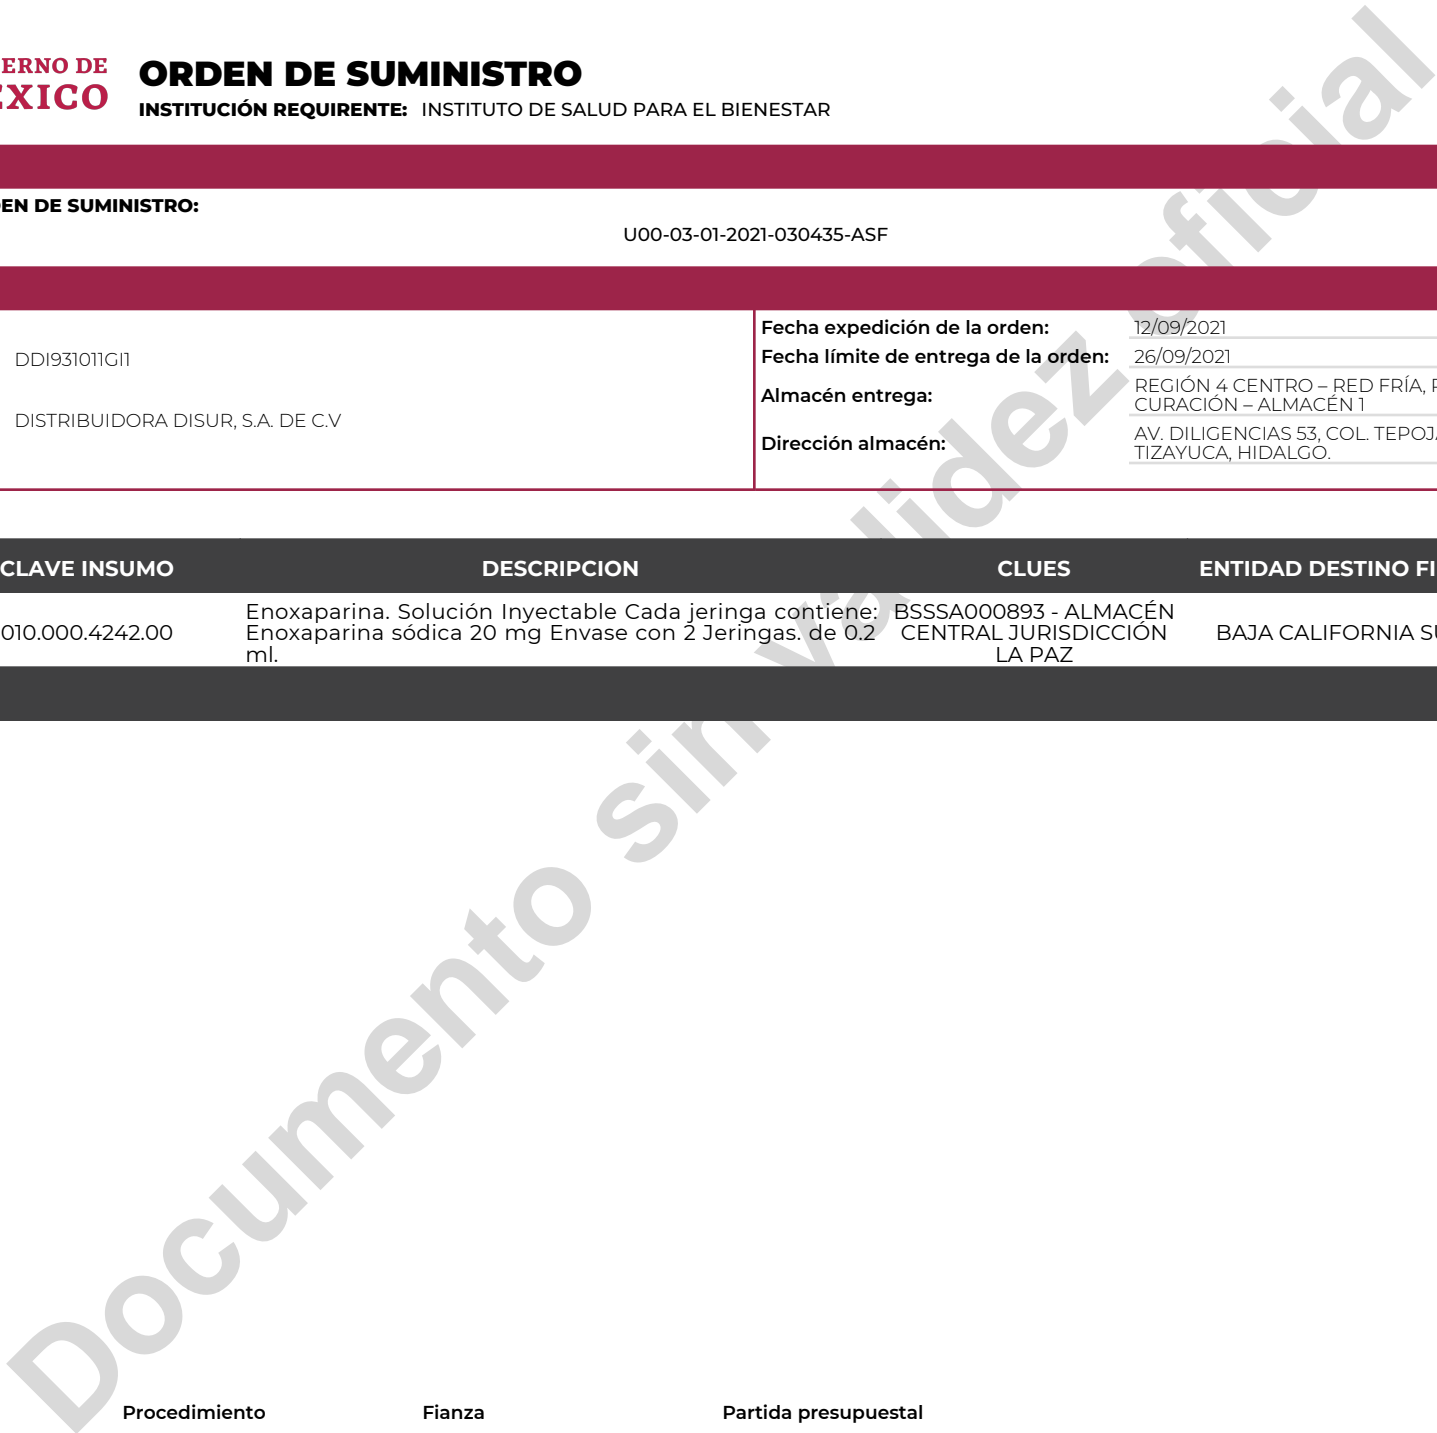 ERNO DE
ÉXICO
ORDEN DE SUMINISTRO
INSTITUCIÓN REQUIRENTE: INSTITUTO DE SALUD PARA EL BIENESTAR
EN DE SUMINISTRO:
U00-03-01-2021-030435-ASF
DDI931011GI1
DISTRIBUIDORA DISUR, S.A. DE C.V
Fecha expedición de la orden: 12/09/2021
Fecha límite de entrega de la orden: 26/09/2021
Almacén entrega: REGIÓN 4 CENTRO – RED FRÍA,
CURACIÓN – ALMACÉN 1
Dirección almacén: AV. DILIGENCIAS 53, COL. TEPOJ
TIZAYUCA, HIDALGO.
CLAVE INSUMO DESCRIPCION CLUES ENTIDAD DESTINO FI
010.000.4242.00
Enoxaparina. Solución Inyectable Cada jeringa contiene:
Enoxaparina sódica 20 mg Envase con 2 Jeringas. de 0.2
ml.
BSSSA000893 - ALMACÉN
CENTRAL JURISDICCIÓN
LA PAZ
BAJA CALIFORNIA S
Documento sin validez oficial
Procedimiento Fianza Partida presupuestal